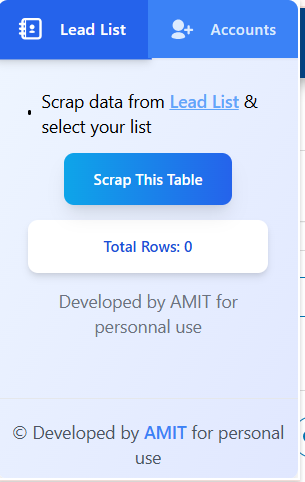 Lead List
Accounts
Scrap data from Lead List &
select your list
Scrap This Table
Total Rows: 0
Developed by AMIT for
personnal use
© Developed by AMIT for personal
use